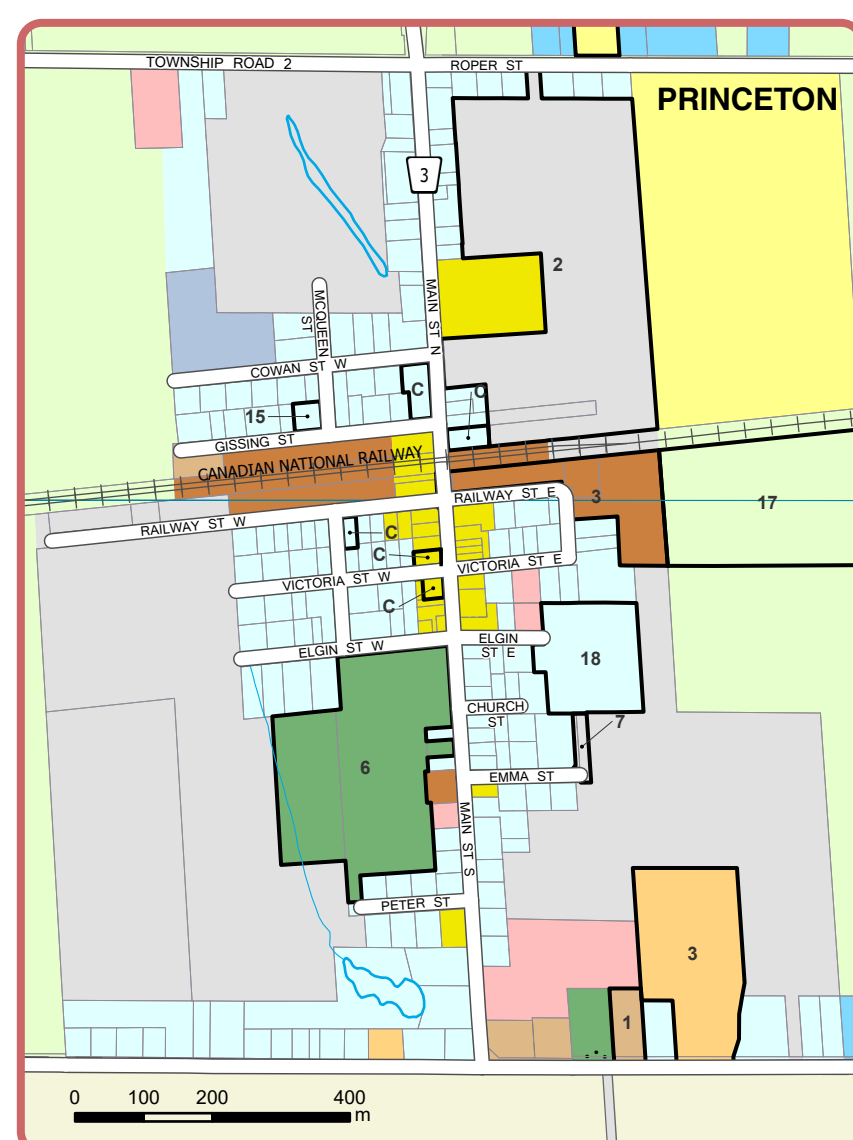 TOWNSHIP ROAD 2
ROPER ST
PRINCETON
3
2
MAIN ST N
MCQUEEN
ST
COWAN ST W
C
C
15
GISSING ST
CANADIAN NATIONAL RAILWAY
RAILWAY ST E
3
17
RAILWAY ST W
C
C
VICTORIA ST E
VICTORIA ST W
C
ELGIN
ST E
ELGIN ST W
18
CHURCH
ST
7
6
EMMA ST
MAIN ST S
PETER ST
3
1
0 100 200 400
m